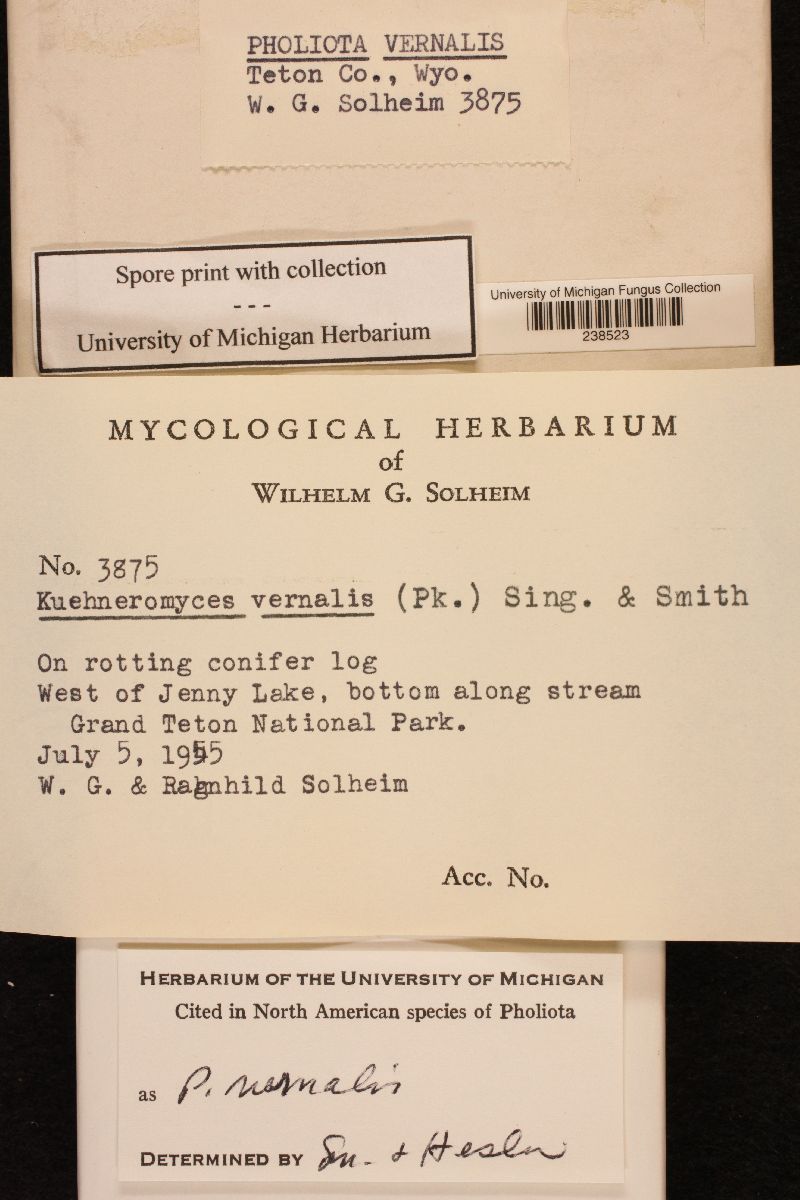 PHOLIOTA VERNALIS
Teton Co., Wyo.
W. G. Solheim 3875
Spore print with collection
- - -
University of Michigan Herbarium
University of Michigan Fungus Collection
238523
MYCOLOGICAL HERBARIUM
of
WILHELM G. SOLHEIM
No. 3875
Kuehneromyces vernalis (Pk.) Sing. & Smith
On rotting conifer log
West of Jenny Lake, bottom along stream
Grand Teton National Park.
July 5, 1955
W. G. & Ragnhild Solheim
Acc. No.
HERBARIUM OF THE UNIVERSITY OF MICHIGAN
Cited in North American species of Pholiota
as P. vernalis
DETERMINED BY Sm. & Hesler